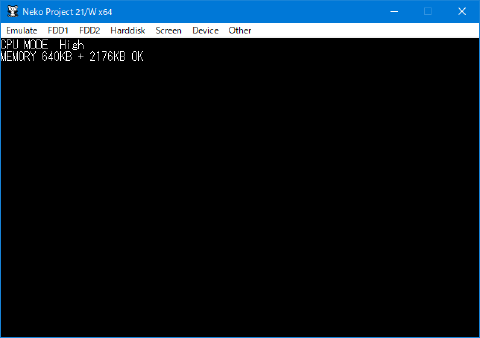 Neko Project 21/W x64
Emulate FDD1 FDD2 Harddisk Screen Device Other
CPU MODE High
MEMORY 640KB + 2176KB OK